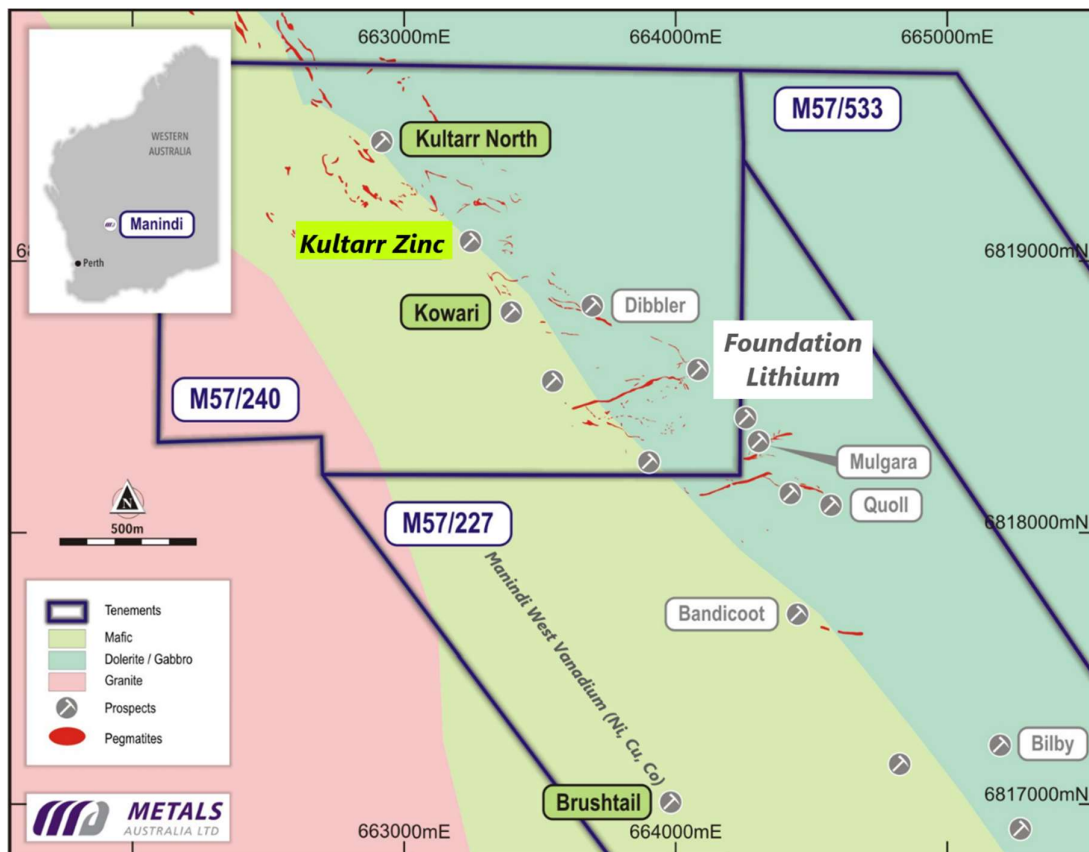 663000mE
664000mE
665000mE
M57/533
WESTERN
AUSTRALIA
Manindi
Perth
Kultarr North
Kultarr Zinc
6819000mN
Kowari
Dibbler
Foundation
Lithium
M57/240
Mulgara
Quoll
N
500m
M57/227
6818000mN
Manindi West Vanadium (Ni, Cu, Co)
Bandicoot
Tenements
Mafic
Dolerite / Gabbro
Granite
Prospects
Pegmatites
Bilby
Brushtail
6817000mN
METALS
AUSTRALIA LTD
663000mE
664000mE